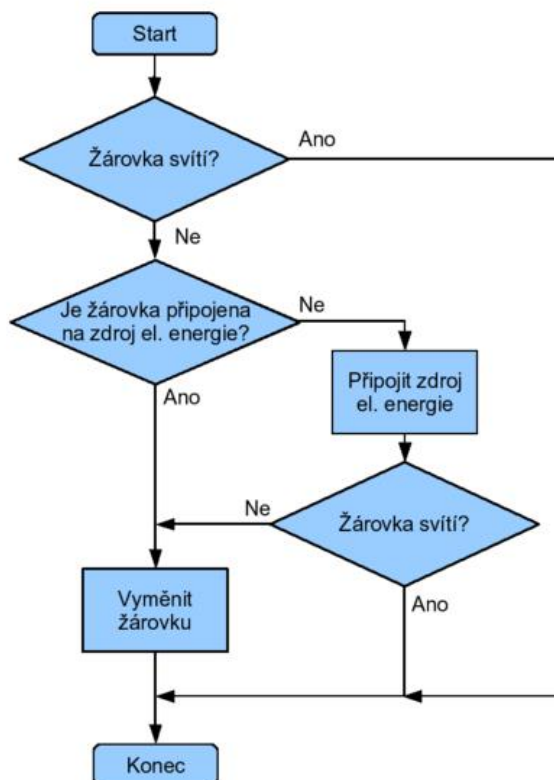 Start
Žárovka svítí?
Ano
Ne
Je žárovka připojena
na zdroj el. energie?
Ne
Ano
Připojit zdroj
el. energie
Ne
Žárovka svítí?
Ano
Vyměnit
žárovku
Konec